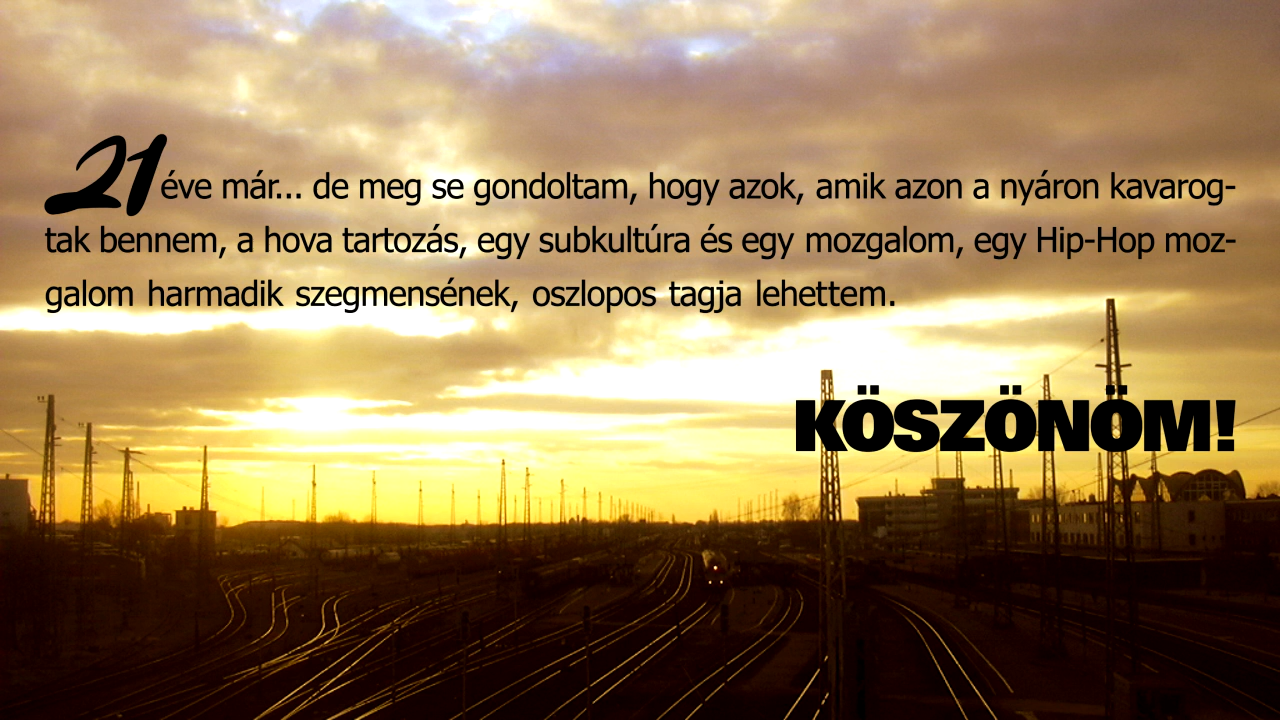 21 éve már... de meg se gondoltam, hogy azok, amik azon a nyáron kavarog-
tak bennem, a hova tartozás, egy subkultúra és egy mozgalom, egy Hip-Hop moz-
galom harmadik szegmensének, oszlopos tagja lehettem.
KÖSZÖNÖM!